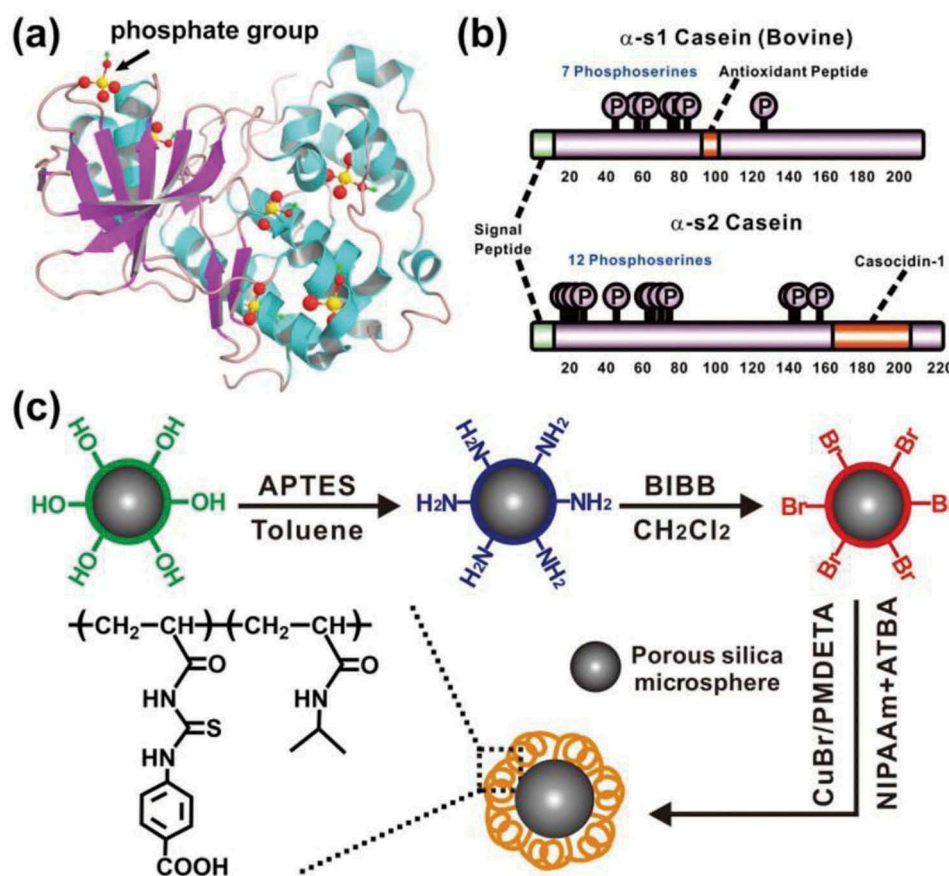 (a)
phosphate group
(b)
α-s1 Casein (Bovine)
7 Phosphoserines
Antioxidant Peptide
P P P P P
20 40 60 80 100 120 140 160 180 200
Signal
Peptide
α-s2 Casein
12 Phosphoserines
Casocidin-1
P P P P P
20 40 60 80 100 120 140 160 180 200 220
(c)
HO OH
HO OH
HO OH
APTES
Toluene
H2N NH2
H2N NH2
H2N NH2
BIBB
CH2Cl2
Br Br
Br B
Br Br
CuBr/PMDETA
NIPAAm+ATBA
(CH2-CH)(CH2-CH)
O O
HN HN
S
HN
COOH
Porous silica
microsphere